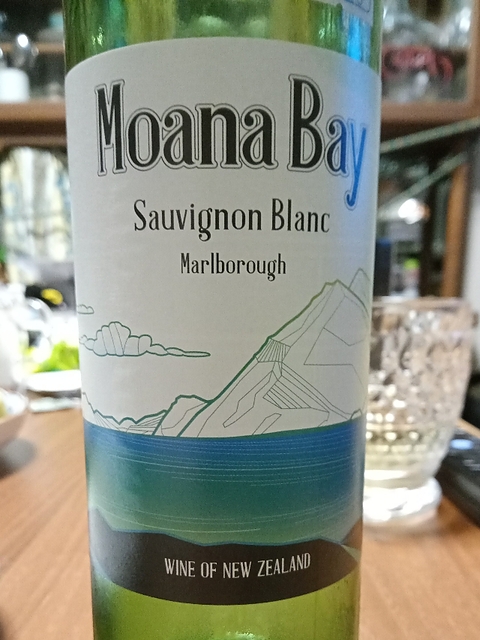 Moana Bay
Sauvignon Blanc
Marlborough
WINE OF NEW ZEALAND